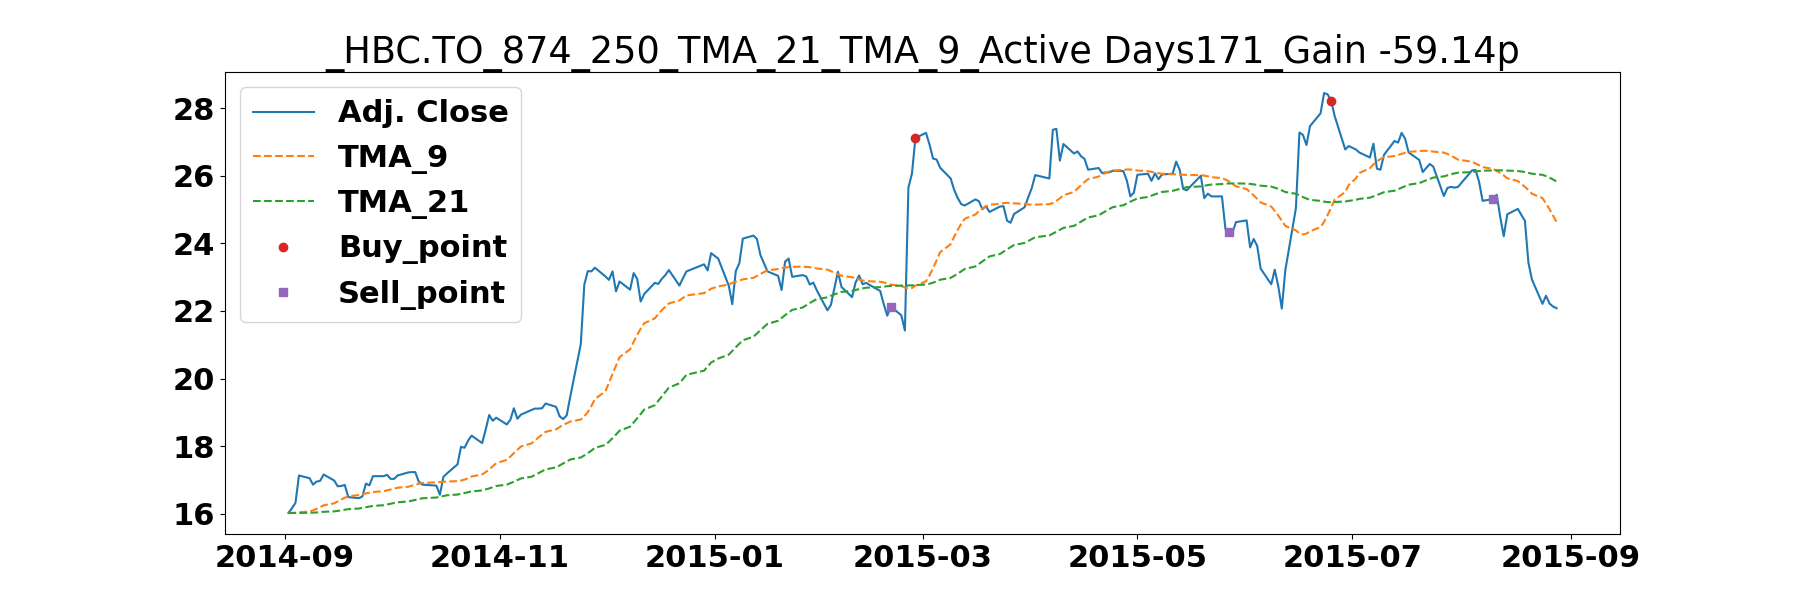 _HBC.TO_874_250_TMA_21_TMA_9_Active Days171_Gain -59.14p
28
26
24
22
20
18
16
Adj. Close
TMA_9
TMA_21
Buy_point
Sell_point
2014-09 2014-11 2015-01 2015-03 2015-05 2015-07 2015-09